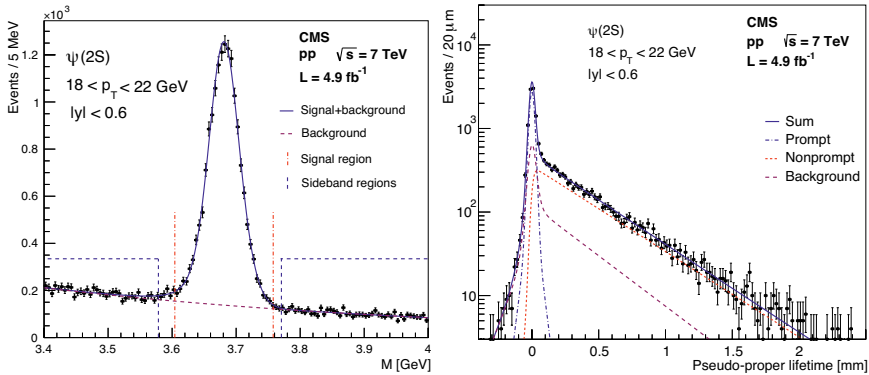 ×10³
Events / 5 MeV
1.2
1
0.8
0.6
0.4
0.2
0
ψ(2S)
18 < p_T < 22 GeV
|y| < 0.6
CMS
pp √s = 7 TeV
L = 4.9 fb⁻¹
Signal+background
Background
Signal region
Sideband regions
3.4 3.5 3.6 3.7 3.8 3.9 4
M [GeV]
Events / 20 μm
10⁴
10³
10²
10
ψ(2S)
18 < p_T < 22 GeV
|y| < 0.6
CMS
pp √s = 7 TeV
L = 4.9 fb⁻¹
Sum
Prompt
Nonprompt
Background
0 0.5 1 1.5 2
Pseudo-proper lifetime [mm]